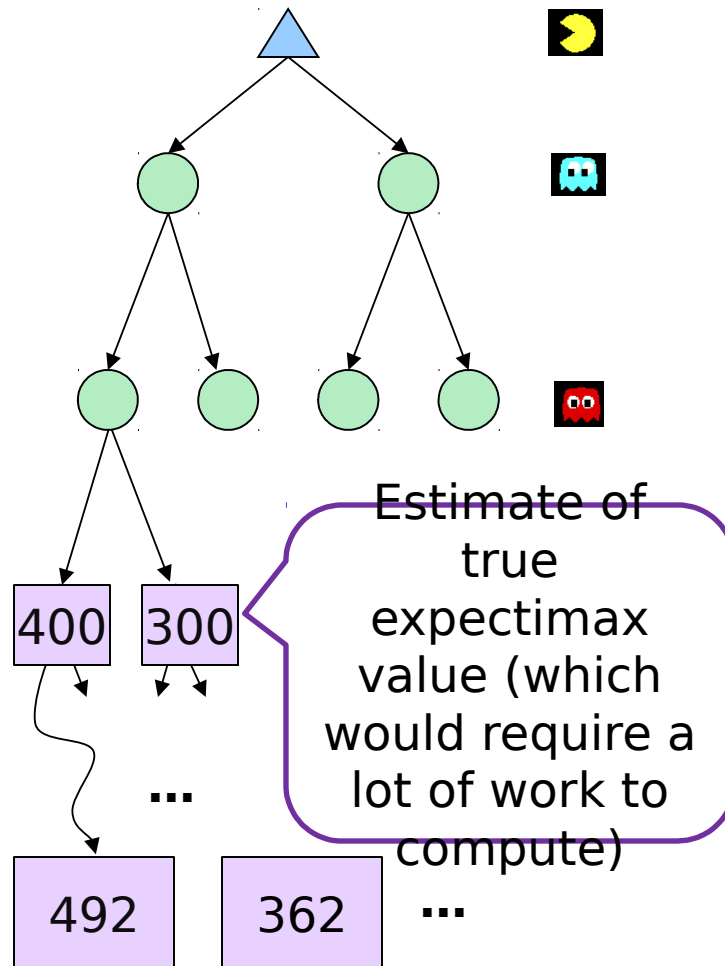 Estimate of
true
expectimax
value (which
would require a
lot of work to
compute)
400 300
...
492 362 ...